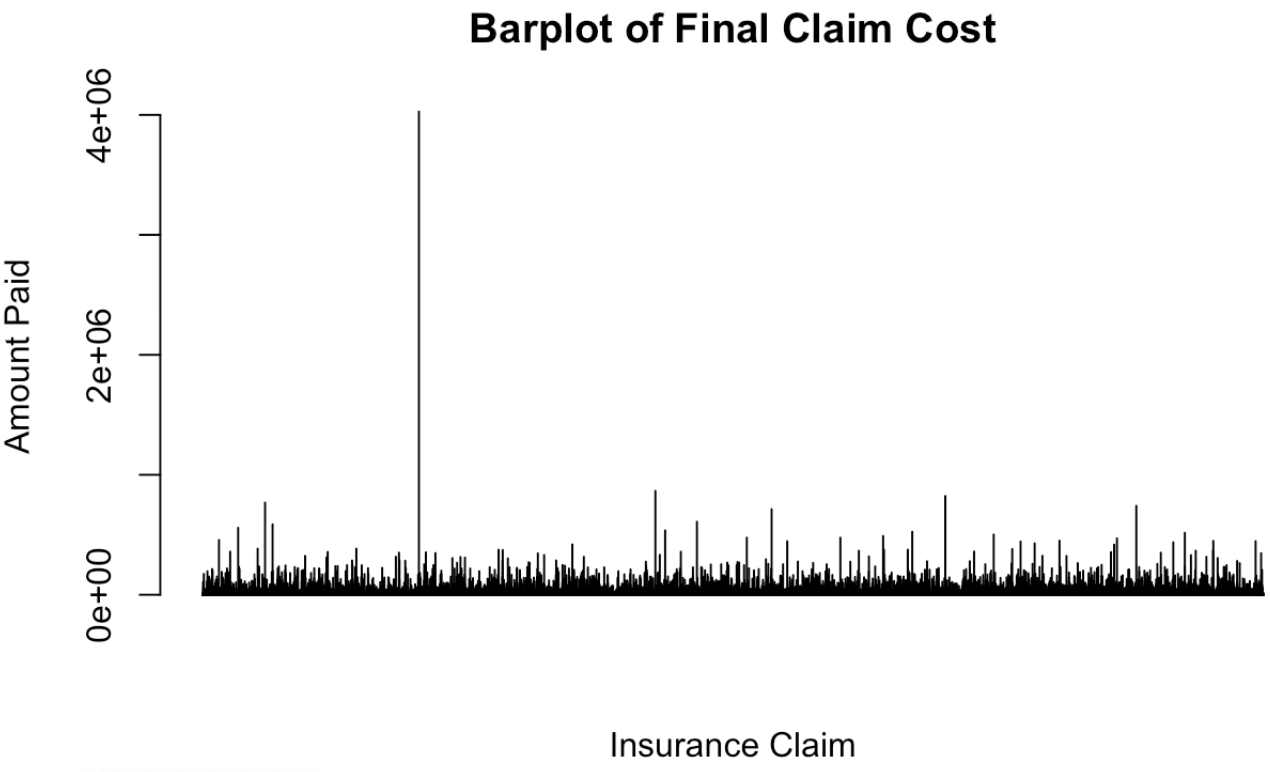 Barplot of Final Claim Cost
Amount Paid
4e+06
2e+06
0e+00
Insurance Claim